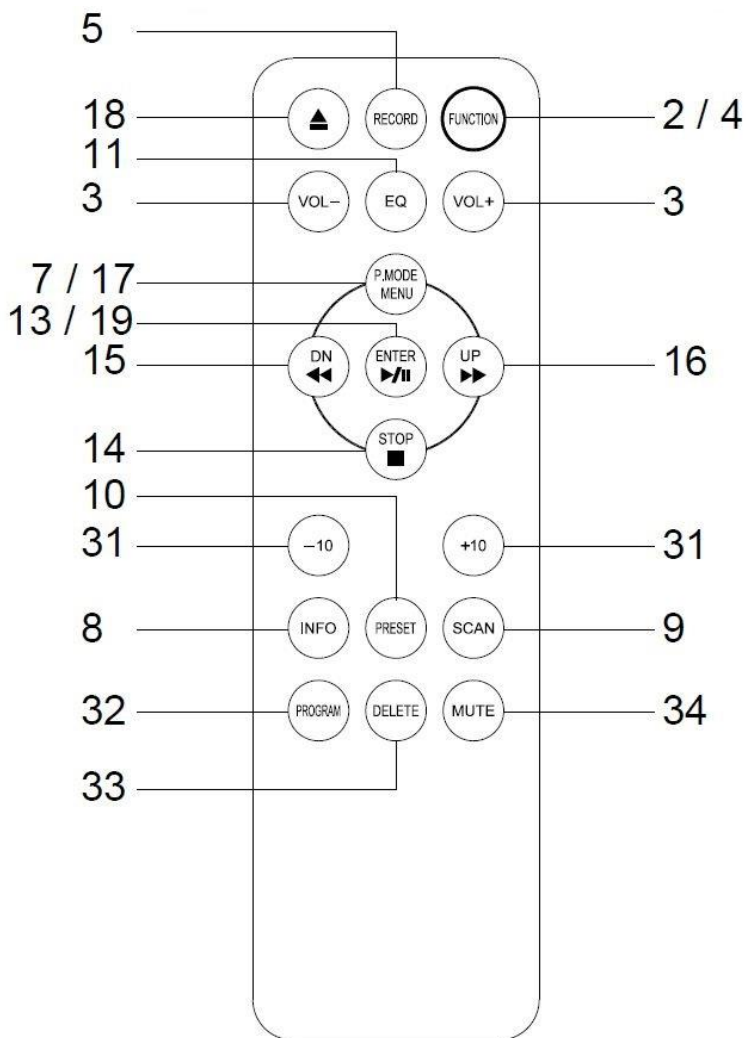 5
18
RECORD
FUNCTION
2 / 4
11
3
VOL−
EQ
VOL+
3
7 / 17
P.MODE
MENU
13 / 19
15
DN
ENTER
UP
16
14
STOP
10
31
−10
+10
31
8
INFO
PRESET
SCAN
9
32
PROGRAM
DELETE
MUTE
34
33